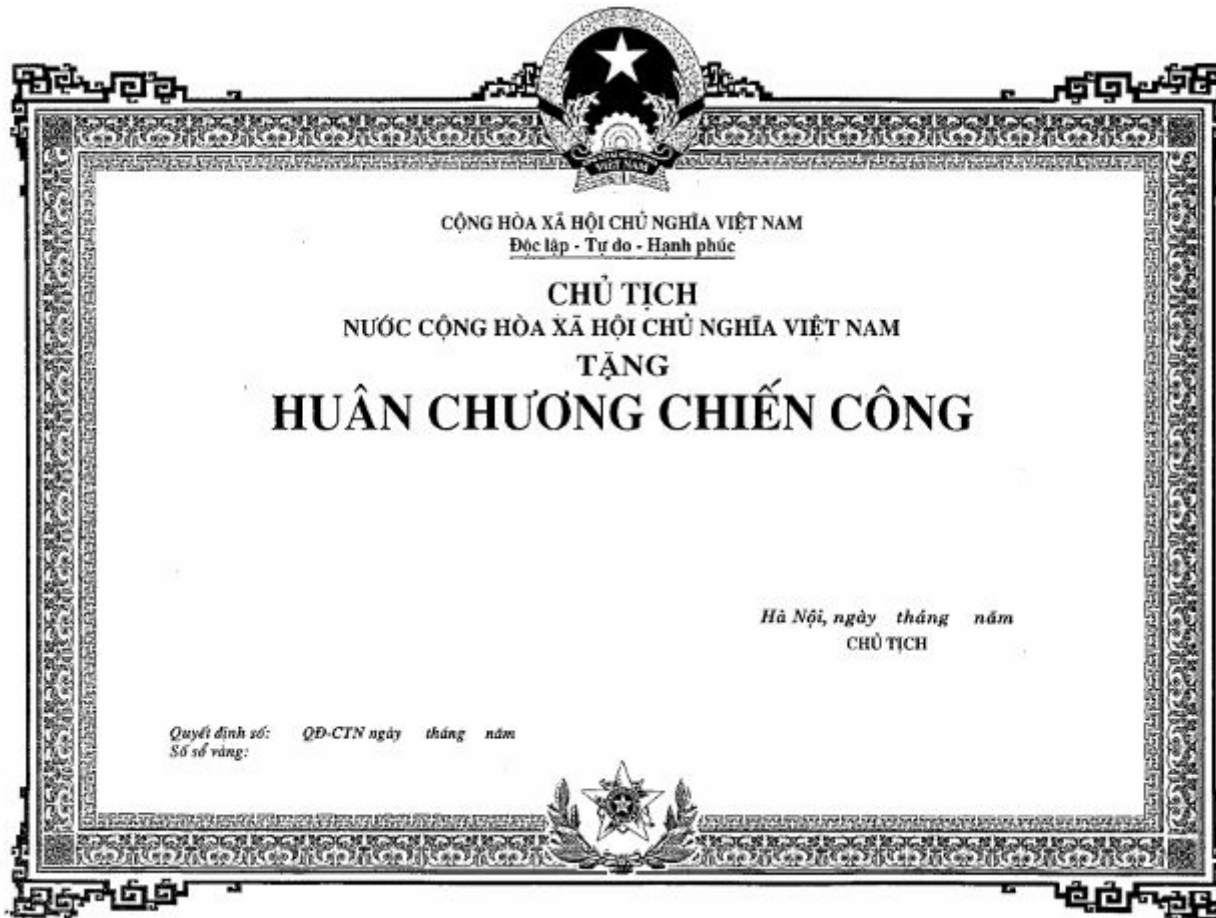 VIỆT NAM
CỘNG HÒA XÃ HỘI CHỦ NGHĨA VIỆT NAM
Độc lập - Tự do - Hạnh phúc
CHỦ TỊCH
NƯỚC CỘNG HÒA XÃ HỘI CHỦ NGHĨA VIỆT NAM
TẶNG
HUÂN CHƯƠNG CHIẾN CÔNG
Hà Nội, ngày tháng năm
CHỦ TỊCH
Quyết định số: QĐ-CTN ngày tháng năm
Số sổ vàng: